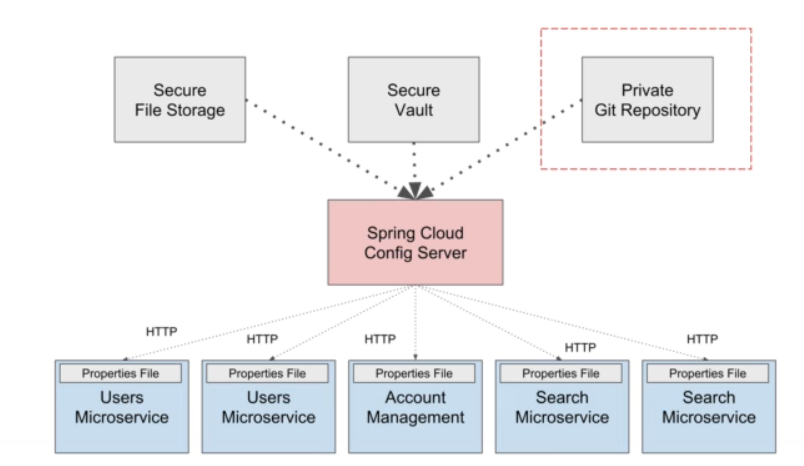 Secure
File Storage
Secure
Vault
Private
Git Repository
Spring Cloud
Config Server
HTTP
HTTP
HTTP
HTTP
HTTP
Properties File
Users
Microservice
Properties File
Users
Microservice
Properties File
Account
Management
Properties File
Search
Microservice
Properties File
Search
Microservice